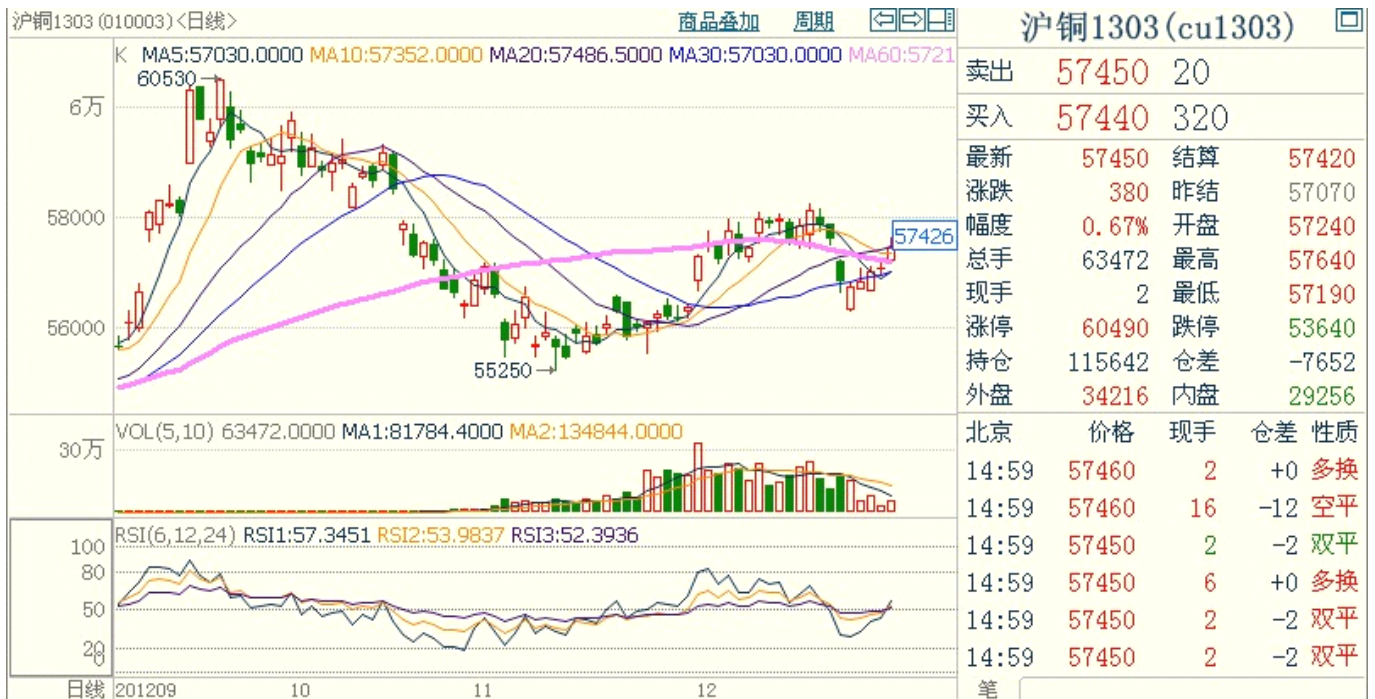 沪铜1303(010003)<日线>
商品叠加 周期
K MA5:57030.0000 MA10:57352.0000 MA20:57486.5000 MA30:57030.0000 MA60:5721
60530
6万
58000
57426
56000
55250
VOL(5,10) 63472.0000 MA1:81784.4000 MA2:134844.0000
30万
RSI(6,12,24) RSI1:57.3451 RSI2:53.9837 RSI3:52.3936
100
80
50
20
0
日线 201209 10 11 12
沪铜1303(cu1303)
卖出 57450 20
买入 57440 320
最新 57450 结算 57420
涨跌 380 昨结 57070
幅度 0.67% 开盘 57240
总手 63472 最高 57640
现手 2 最低 57190
涨停 60490 跌停 53640
持仓 115642 仓差 -7652
外盘 34216 内盘 29256
北京 价格 现手 仓差 性质
14:59 57460 2 +0 多换
14:59 57460 16 -12 空平
14:59 57450 2 -2 双平
14:59 57450 6 +0 多换
14:59 57450 2 -2 双平
14:59 57450 2 -2 双平
笔